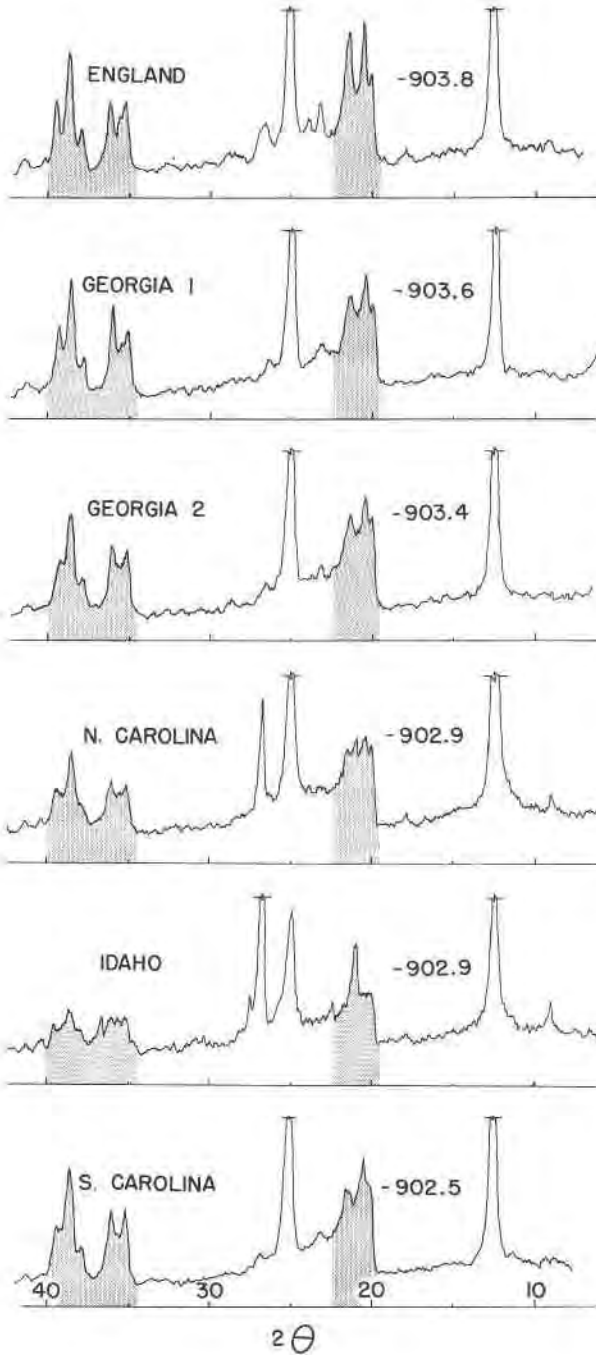 ENGLAND -903.8
GEORGIA 1 -903.6
GEORGIA 2 -903.4
N. CAROLINA -902.9
IDAHO -902.9
S. CAROLINA -902.5
40 30 20 10
2θ